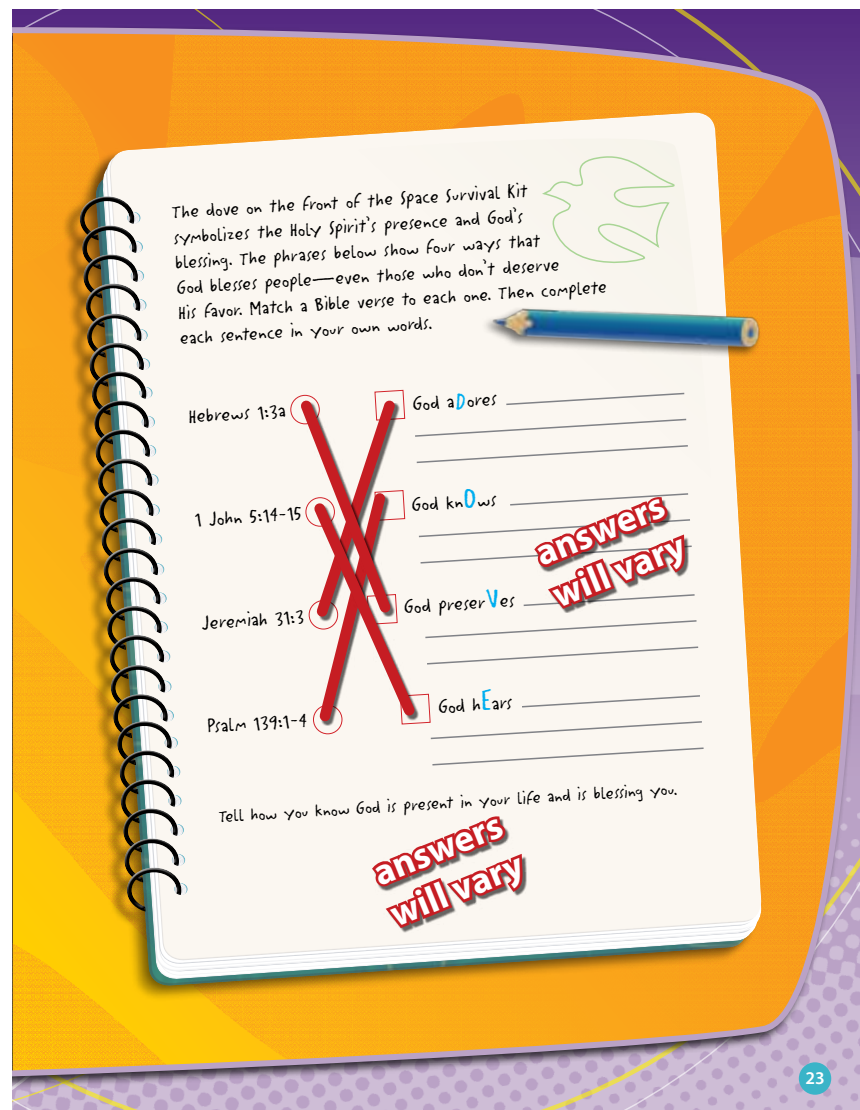 The dove on the front of the Space Survival Kit
symbolizes the Holy Spirit's presence and God's
blessing. The phrases below show four ways that
God blesses people—even those who don't deserve
His favor. Match a Bible verse to each one. Then complete
each sentence in your own words.
Hebrews 1:3a
God aDores
1 John 5:14-15
God knOws
answers
will vary
Jeremiah 31:3
God preserVes
Psalm 139:1-4
God hEars
Tell how you know God is present in your life and is blessing you.
answers
will vary
23